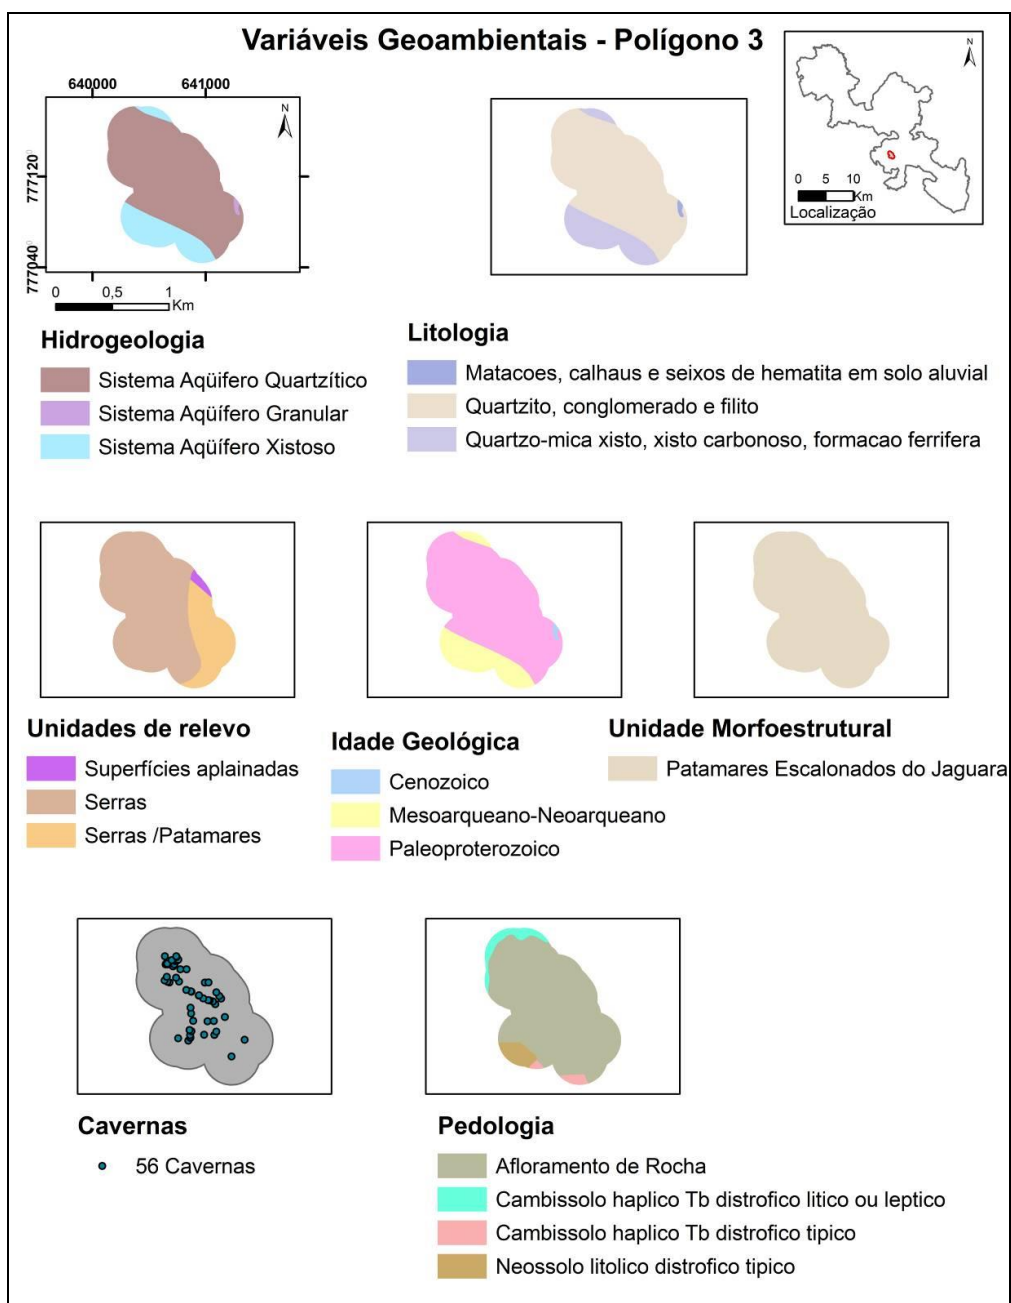 Variáveis Geoambientais - Polígono 3
640000 641000
N
777120
777040
0 0,5 1
Km
N
0 5 10
Km
Localização
Hidrogeologia
Sistema Aqüifero Quartzítico
Sistema Aqüífero Granular
Sistema Aqüífero Xistoso
Litologia
Matacoes, calhaus e seixos de hematita em solo aluvial
Quartzito, conglomerado e filito
Quartzo-mica xisto, xisto carbonoso, formacao ferrifera
Unidades de relevo
Superfícies aplainadas
Serras
Serras /Patamares
Idade Geológica
Cenozoico
Mesoarqueano-Neoarqueano
Paleoproterozoico
Unidade Morfoestrutural
Patamares Escalonados do Jaguara
Cavernas
56 Cavernas
Pedologia
Afloramento de Rocha
Cambissolo haplico Tb distrofico litico ou leptico
Cambissolo haplico Tb distrofico tipico
Neossolo litolico distrofico tipico